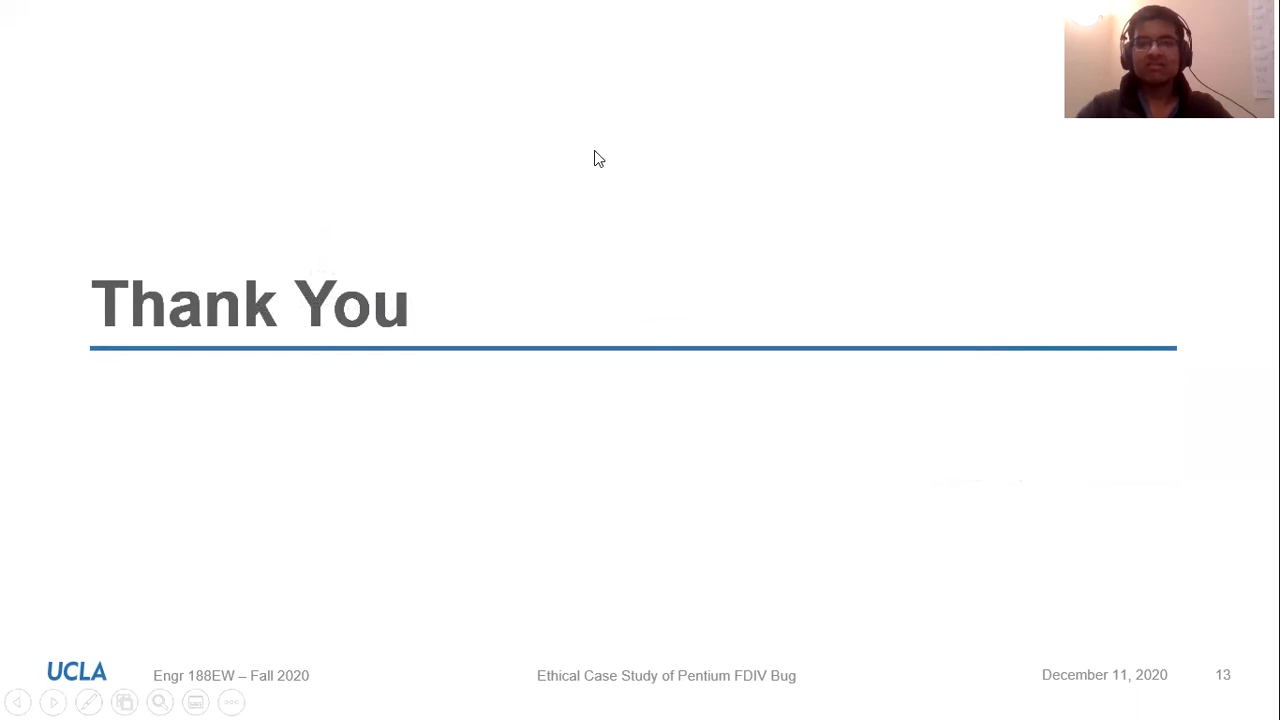 Thank You
UCLA
Engr 188EW – Fall 2020
Ethical Case Study of Pentium FDIV Bug
December 11, 2020
13